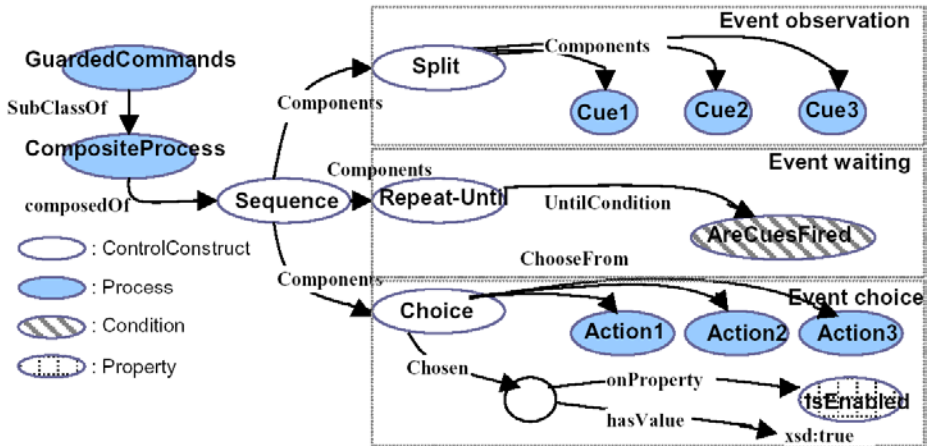 Event observation
GuardedCommands
Split
Components
SubClassOf
Components
Cue1
Cue2
Cue3
CompositeProcess
Event waiting
Components
composedOf
Sequence
Repeat-Until
UntilCondition
AreCuesFired
: ControlConstruct
ChooseFrom
Components
: Process
Event choice
Choice
Action1
Action2
Action3
: Condition
Chosen
: Property
onProperty
IsEnabled
hasValue
xsd:true